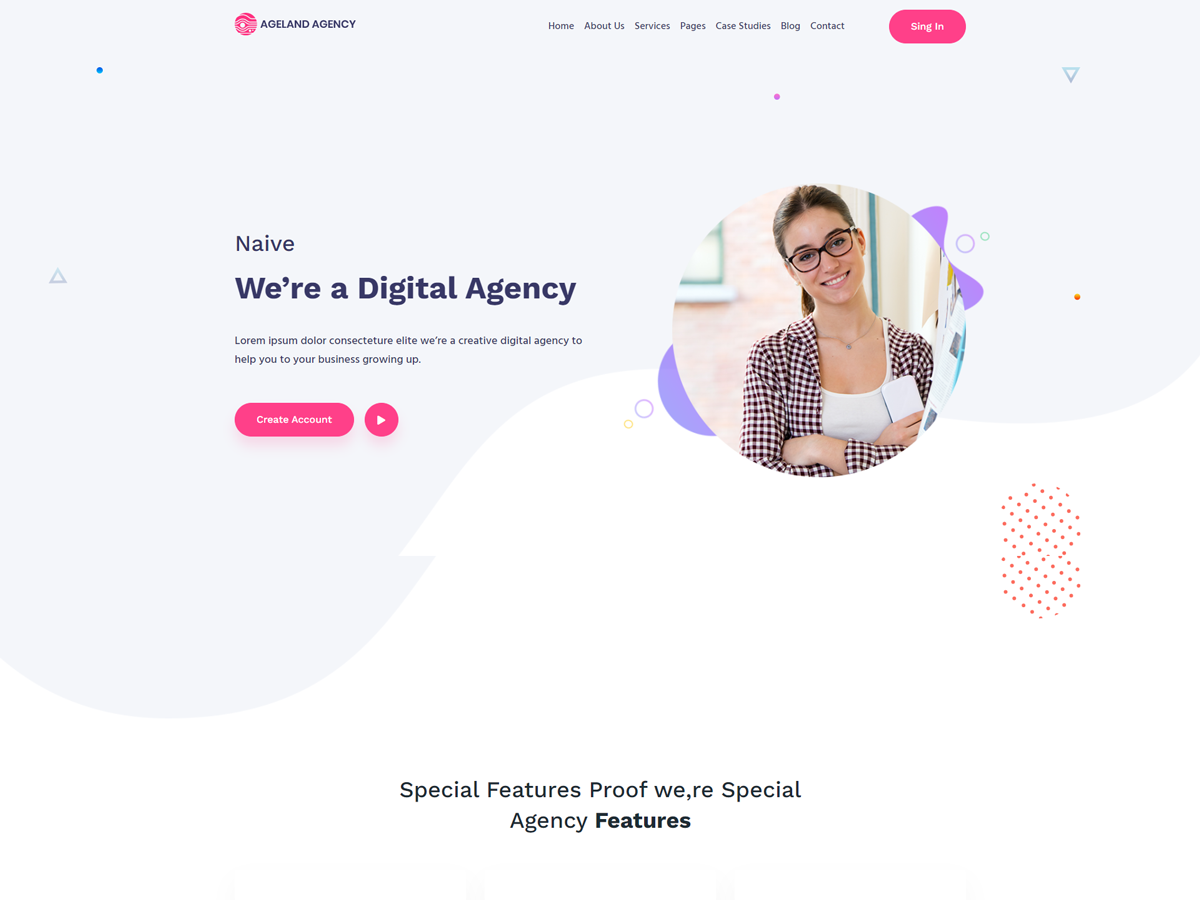 AGELAND AGENCY
Home About Us Services Pages Case Studies Blog Contact
Sing In
Naive
We’re a Digital Agency
Lorem ipsum dolor consecteture elite we’re a creative digital agency to
help you to your business growing up.
Create Account
Special Features Proof we,re Special
Agency Features